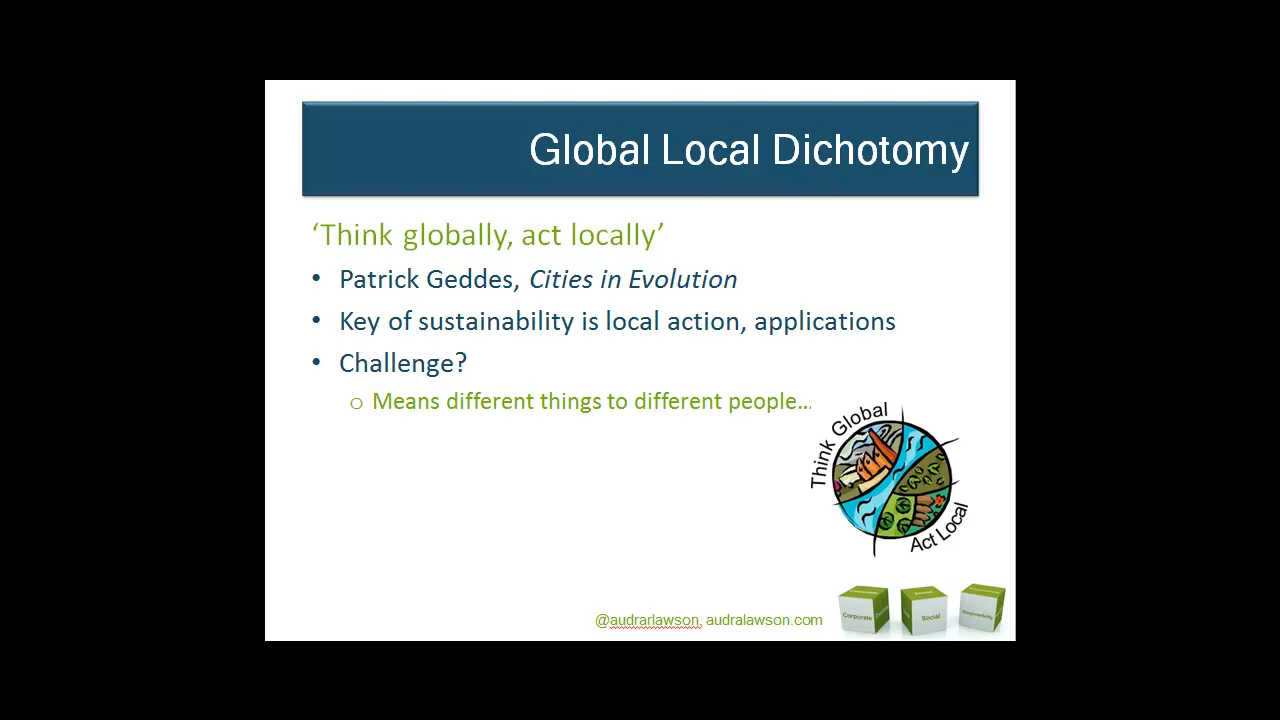 Global Local Dichotomy
‘Think globally, act locally’
• Patrick Geddes, Cities in Evolution
• Key of sustainability is local action, applications
• Challenge?
o Means different things to different people...
Think Global
Act Local
@audrarlawson, audralawson.com
Corporate
Social
Responsibility